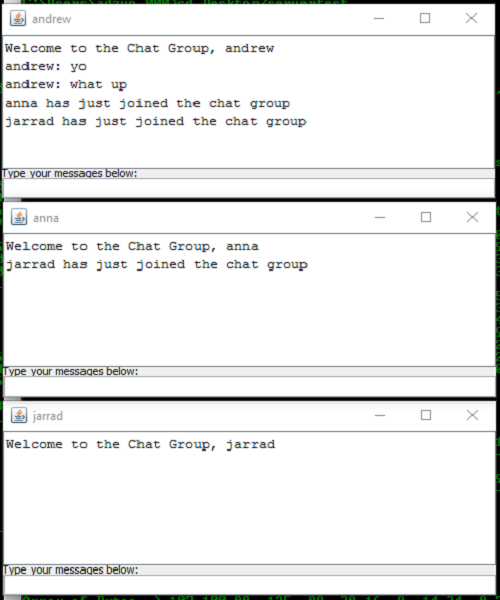 andrew
Welcome to the Chat Group, andrew
andrew: yo
andrew: what up
anna has just joined the chat group
jarrad has just joined the chat group
Type your messages below:
anna
Welcome to the Chat Group, anna
jarrad has just joined the chat group
Type your messages below:
jarrad
Welcome to the Chat Group, jarrad
Type your messages below: